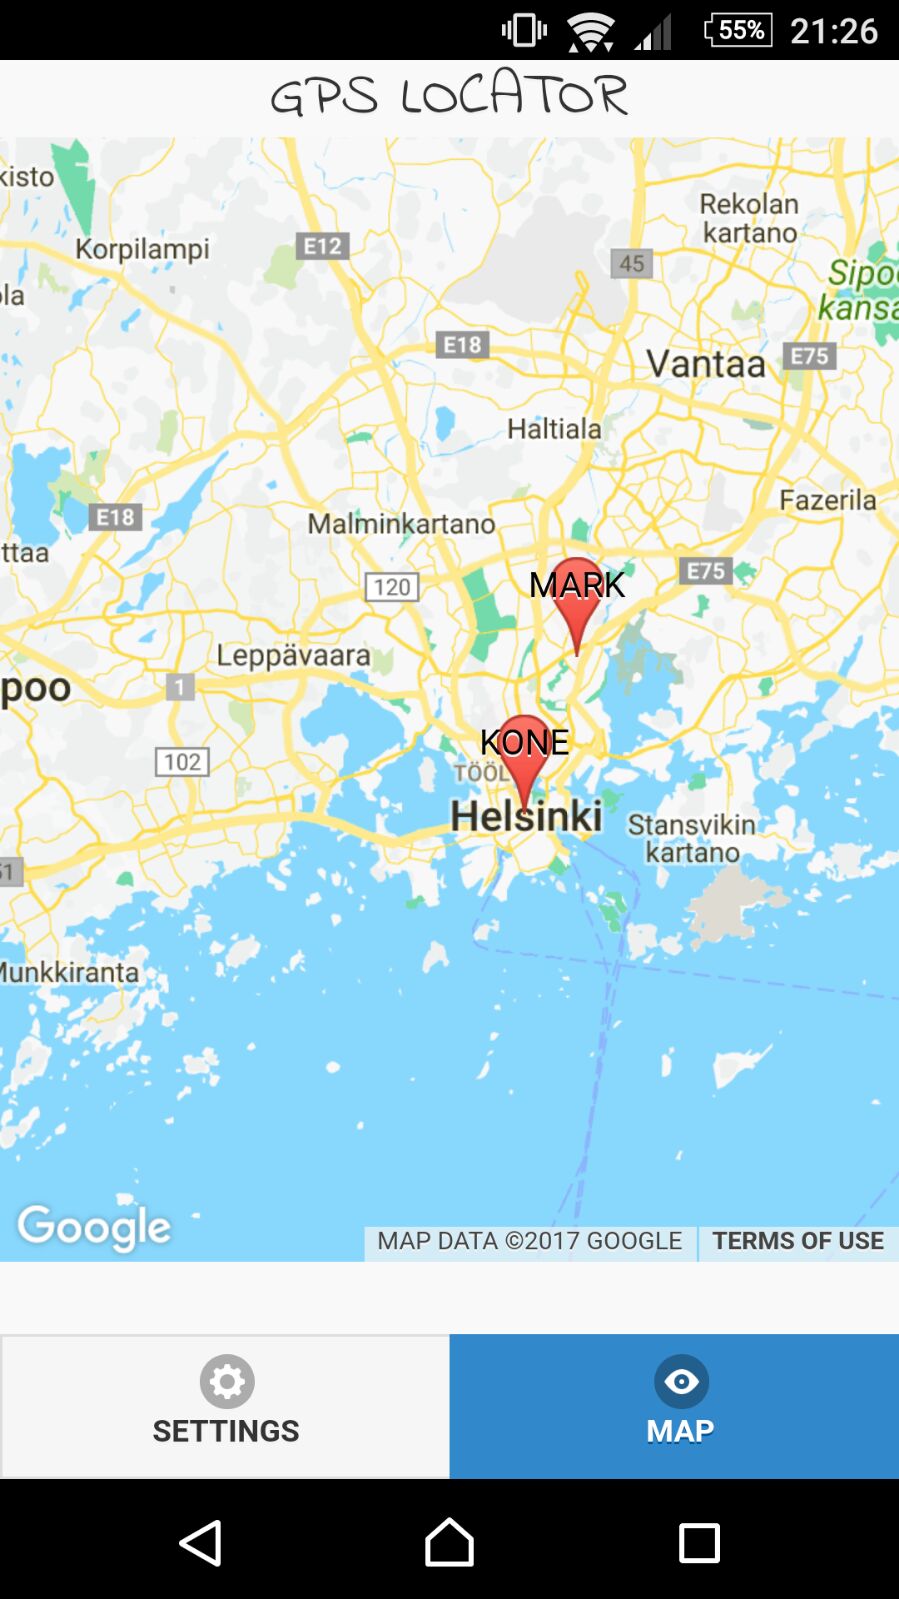 55% 21:26
GPS LOCATOR
kisto
Rekolan
kartano
Korpilampi
E12
45
Sipoo
kansa
E18
Vantaa
E75
Haltiala
Fazerila
E18
Malminkartano
ttaa
120
E75
MARK
Leppävaara
poo
1
KONE
102
TÖÖL
Helsinki
Stansvikin
kartano
51
Munkkiranta
Google
MAP DATA ©2017 GOOGLE TERMS OF USE
SETTINGS
MAP